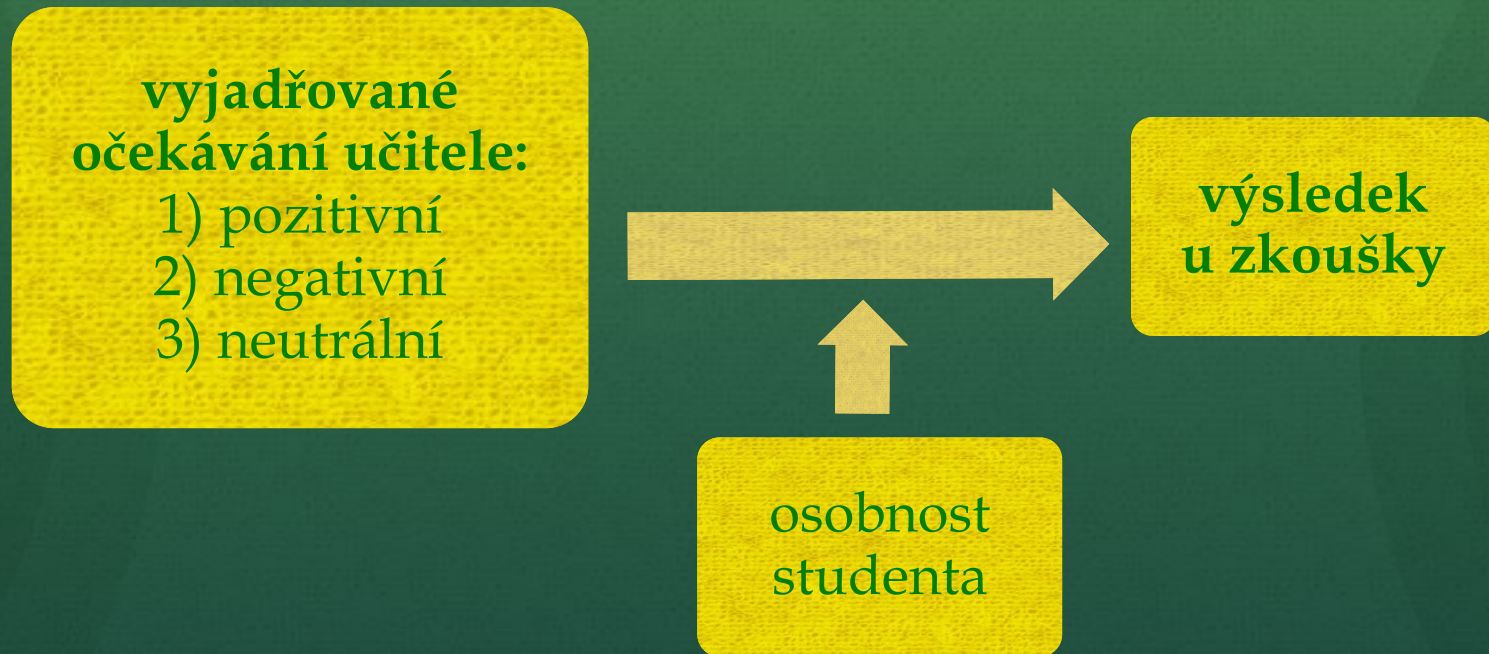 vyjadřované
očekávání učitele:
1) pozitivní
2) negativní
3) neutrální
výsledek
u zkoušky
osobnost
studenta